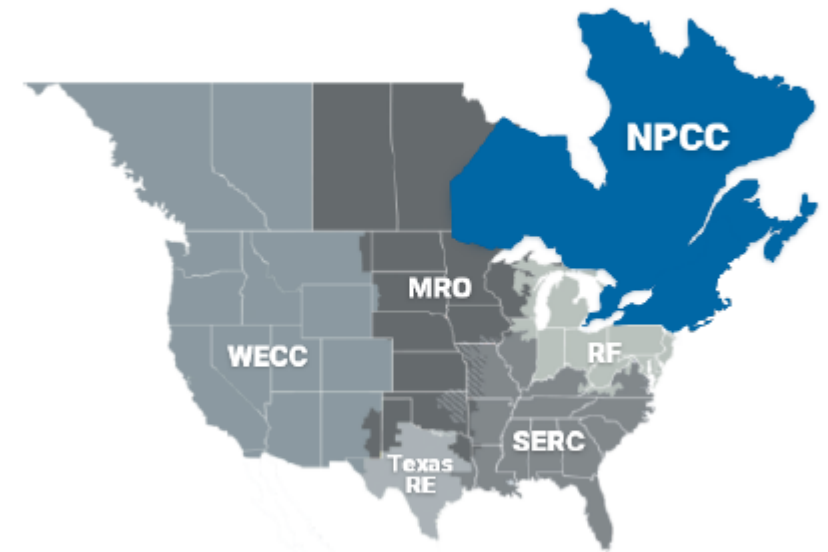 NPCC
MRO
WECC
RF
SERC
Texas
RE